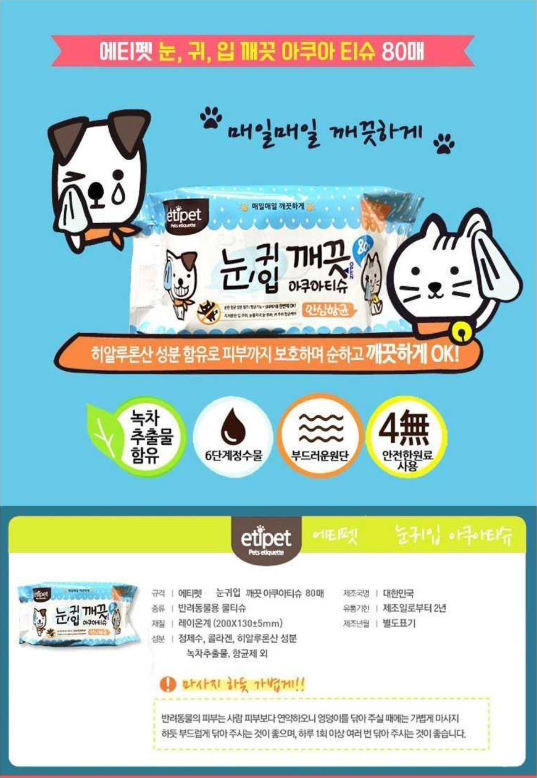 에티펫 눈, 귀, 입 깨끗 아쿠아 티슈 80매
매일매일 깨끗하게
매일매일 깨끗하게
etipet
Pets etiquette
눈귀입 깨끗
아쿠아티슈
안심항균
히알루론산 성분 함유로 피부까지 보호하며 순하고 깨끗하게 OK!
녹차
추출물
함유
6단계정수물
부드러운원단
4無
안전한원료
사용
etipet
Pets etiquette
에티펫 눈귀입 아쿠아티슈
규격 | 에티펫 눈귀입 깨끗 아쿠아티슈 80매
종류 | 반려동물용 물티슈
재질 | 레이온계 (200X130±5mm)
성분 | 정제수, 콜라겐, 히알루론산 성분
녹차추출물, 항균제 외
제조국명 | 대한민국
유통기한 | 제조일로부터 2년
제조년월 | 별도표기
눈귀입 깨끗
아쿠아티슈
마사지 하듯 가볍게!!
반려동물의 피부는 사람 피부보다 연약하오니 엉덩이를 닦아 주실 때에는 가볍게 마사지
하듯 부드럽게 닦아 주시는 것이 좋으며, 하루 1회 이상 여러 번 닦아 주시는 것이 좋습니다.